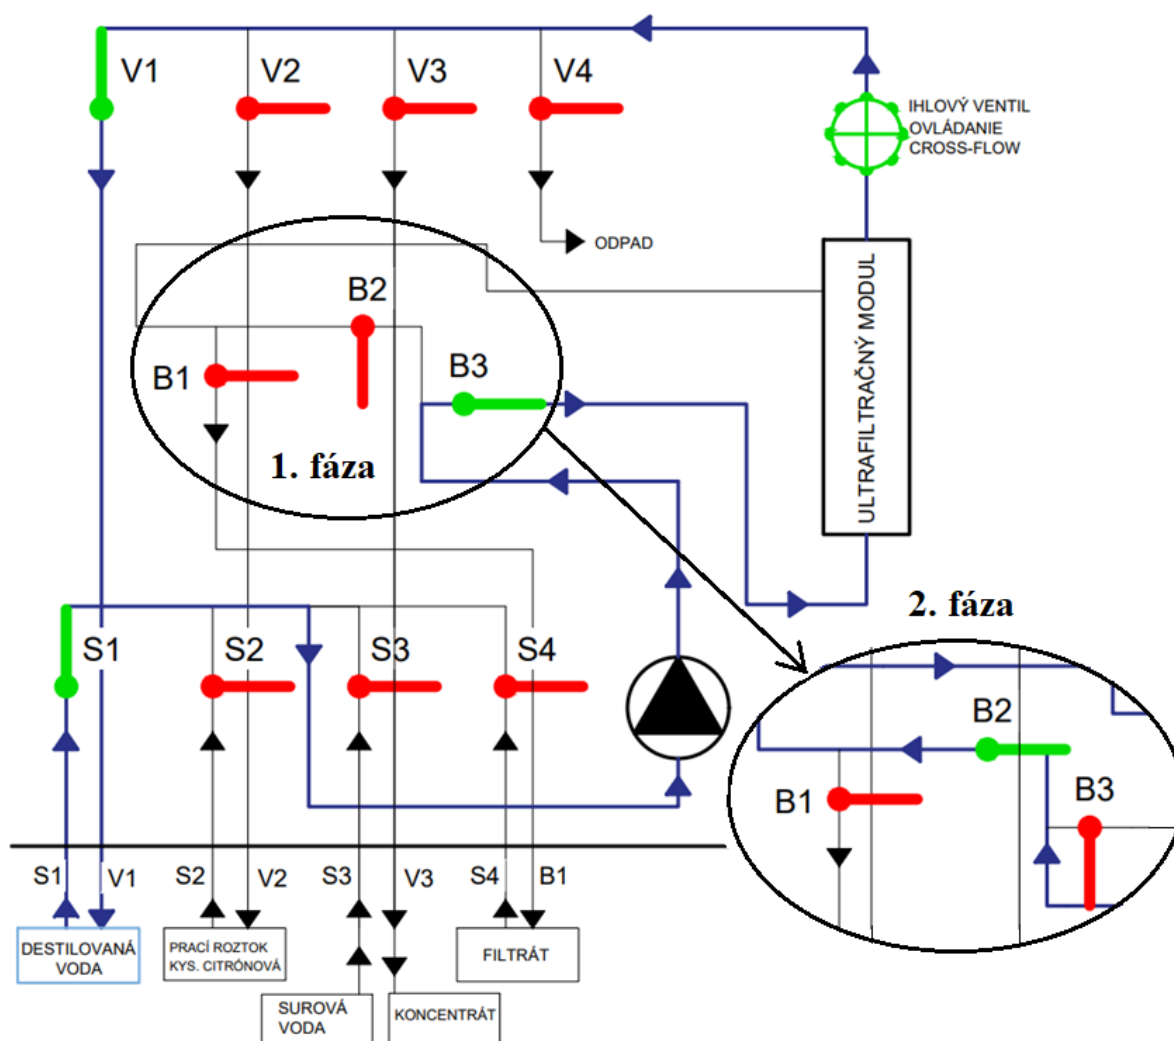 V1
V2
V3
V4
IHLOVÝ VENTIL
OVLÁDANIE
CROSS-FLOW
ODPAD
B2
B1
B3
1. fáza
ULTRAFILTRAČNÝ MODUL
2. fáza
S1
S2
S3
S4
B2
B1
B3
S1
V1
S2
V2
S3
V3
S4
B1
DESTILOVANÁ
VODA
PRACÍ ROZTOK
KYS. CITRÓNOVÁ
FILTRÁT
SUROVÁ
VODA
KONCENTRÁT